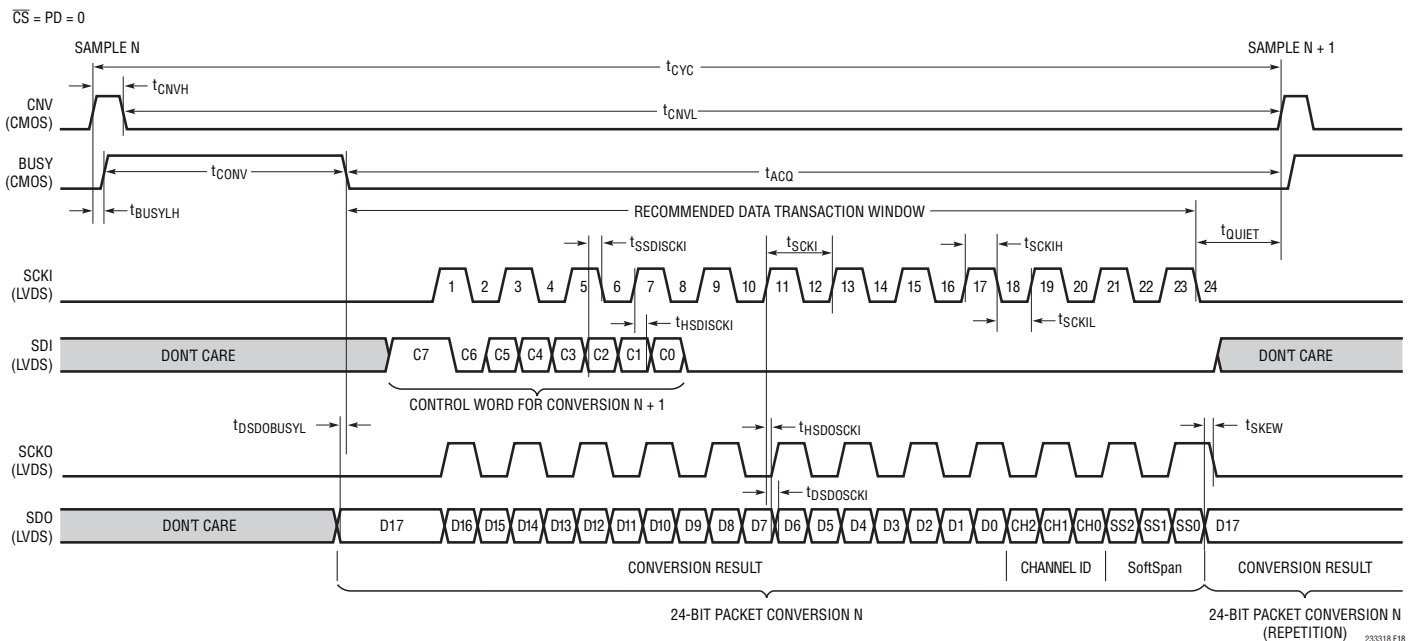 CS = PD = 0
SAMPLE N
SAMPLE N + 1
tCYC
tCNVH
CNV
(CMOS)
tCNVL
BUSY
(CMOS)
tCONV
tACQ
tBUSYLH
RECOMMENDED DATA TRANSACTION WINDOW
tQUIET
tSSDISCKI
tSCKI
tSCKIH
SCKI
(LVDS)
1 2 3 4 5 6 7 8 9 10 11 12 13 14 15 16 17 18 19 20 21 22 23 24
tHSDISCKI
tSCKIL
SDI
(LVDS)
DON'T CARE
C7 C6 C5 C4 C3 C2 C1 C0
DON'T CARE
CONTROL WORD FOR CONVERSION N + 1
tDSDOBUSYL
tHSDOSCKI
tSKEW
SCKO
(LVDS)
tDSDOSCKI
SDO
(LVDS)
DON'T CARE
D17 D16 D15 D14 D13 D12 D11 D10 D9 D8 D7 D6 D5 D4 D3 D2 D1 D0 CH2 CH1 CH0 SS2 SS1 SS0 D17
CONVERSION RESULT
CHANNEL ID
SoftSpan
CONVERSION RESULT
24-BIT PACKET CONVERSION N
24-BIT PACKET CONVERSION N
(REPETITION)
233318 F18